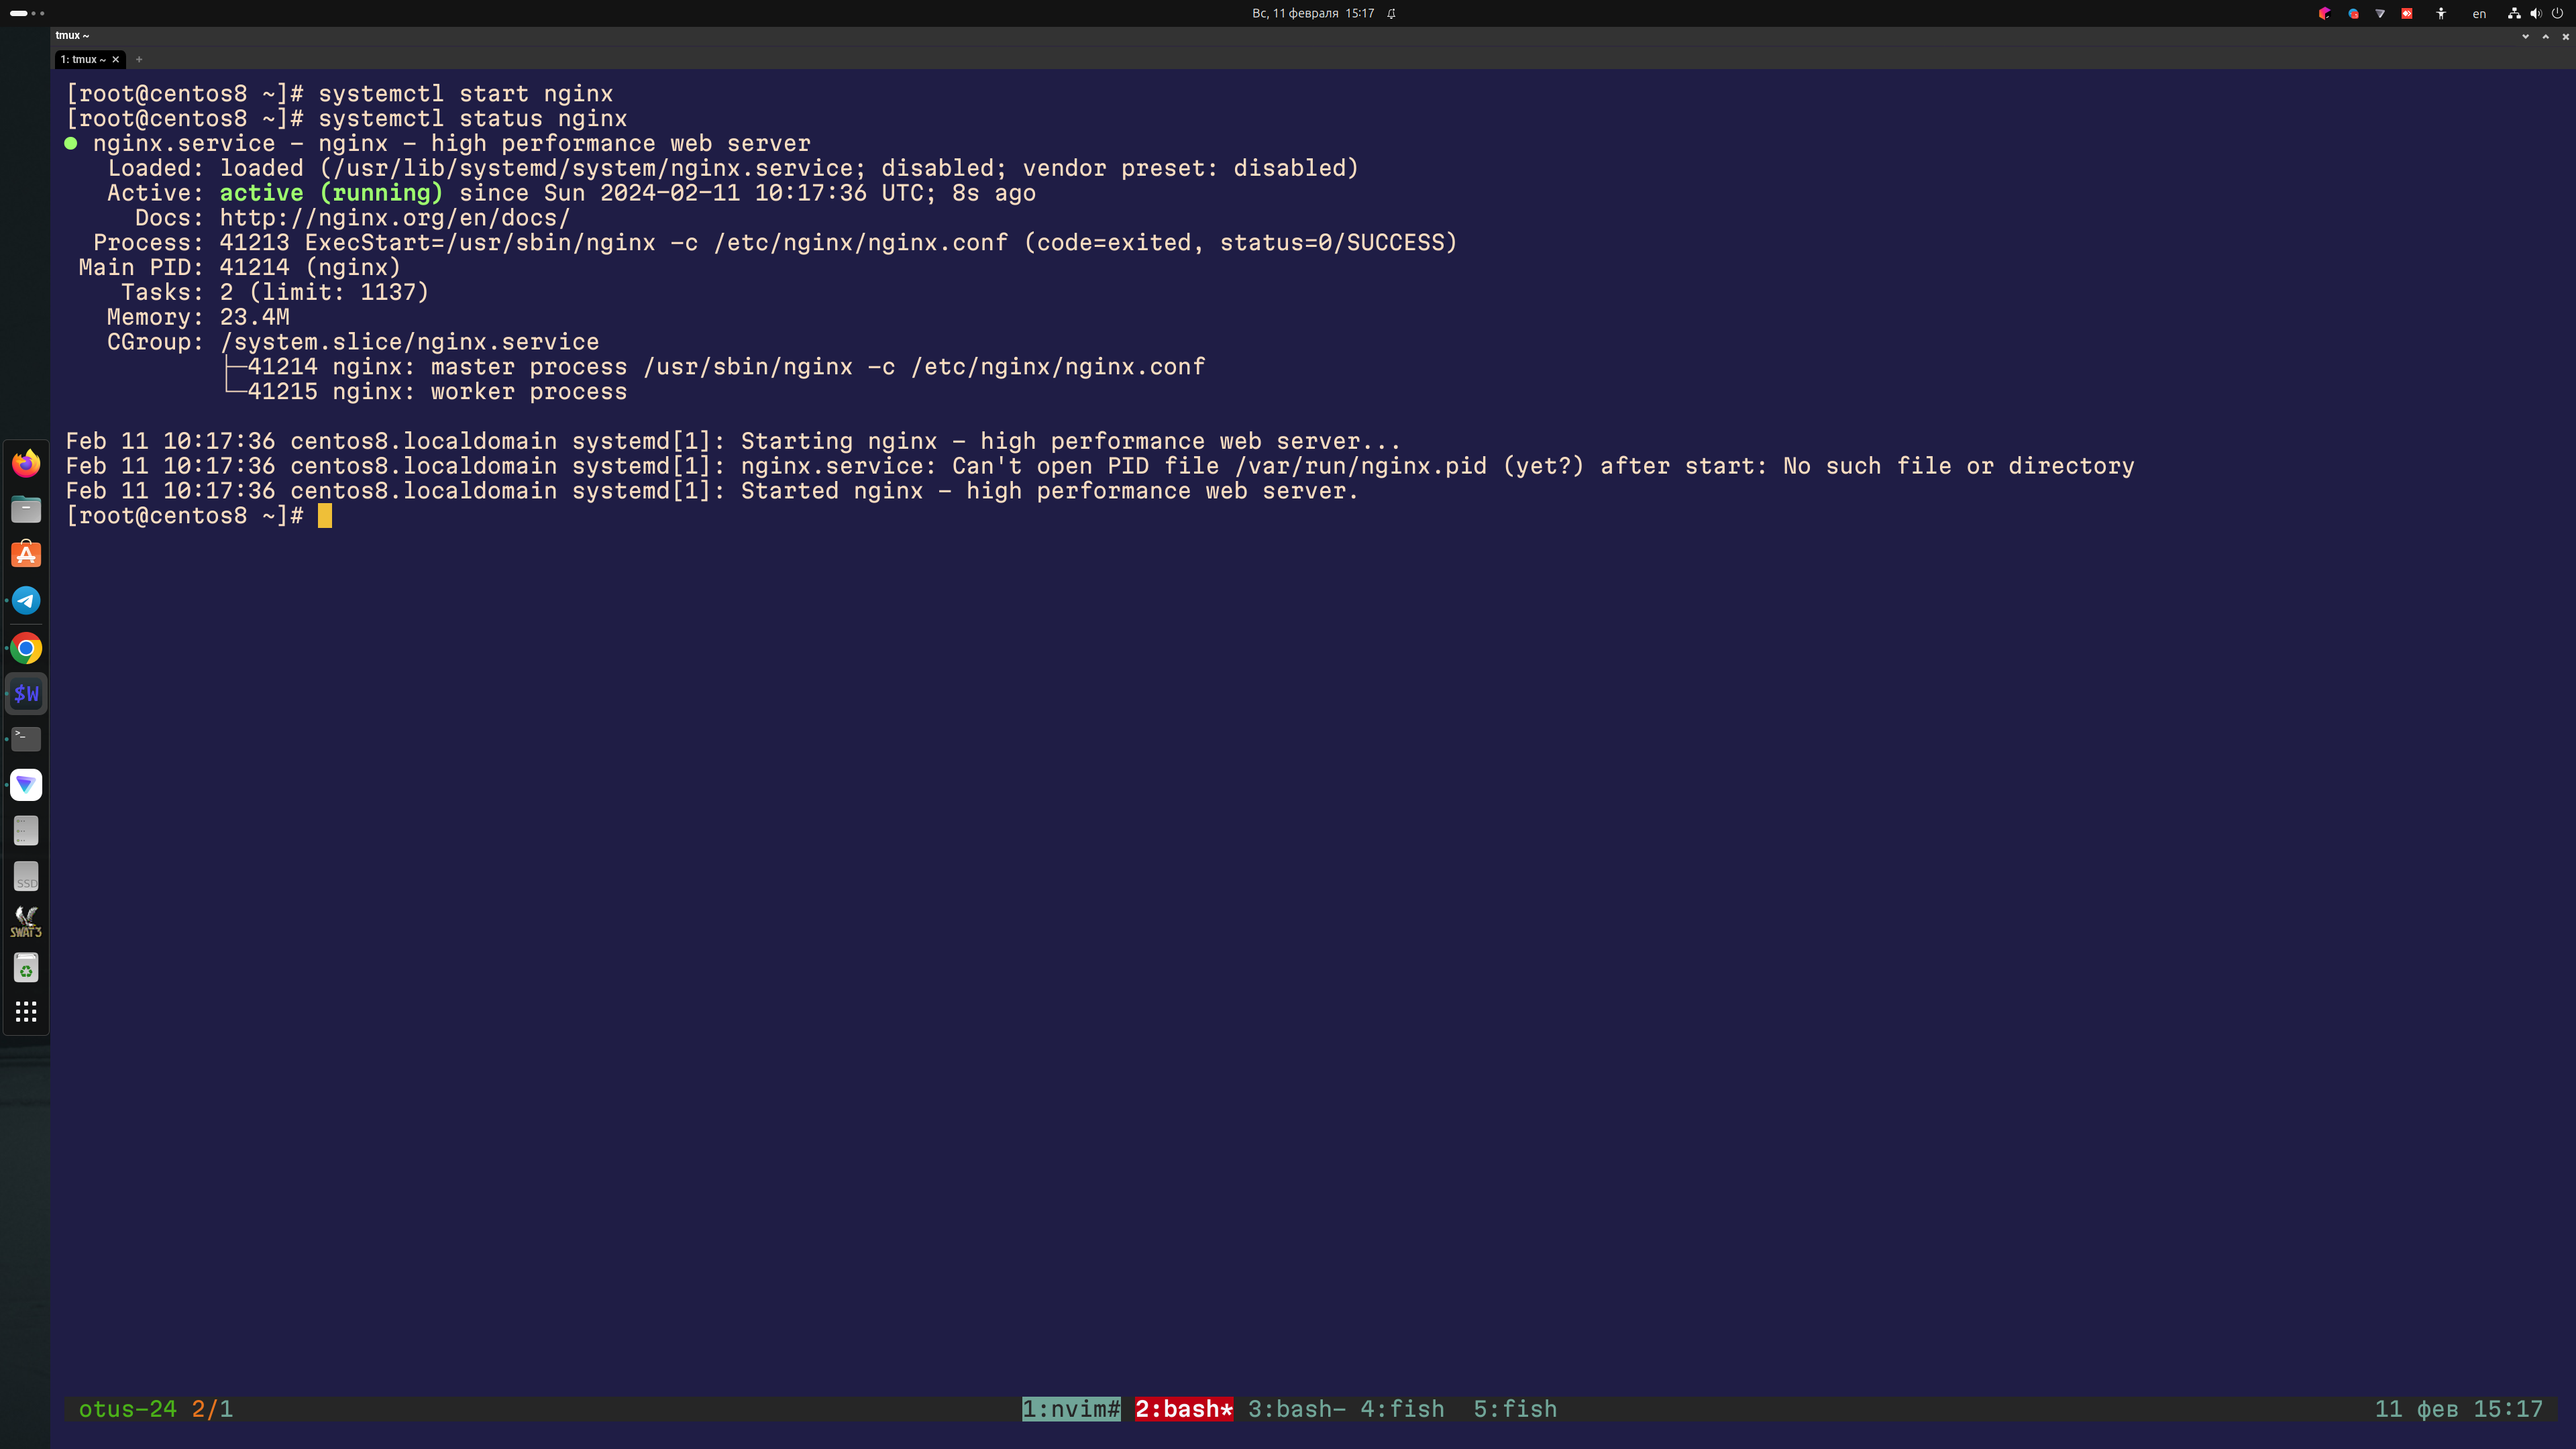 Вс, 11 февраля 15:17
en
tmux ~
1: tmux ~ × +
[root@centos8 ~]# systemctl start nginx
[root@centos8 ~]# systemctl status nginx
● nginx.service - nginx - high performance web server
Loaded: loaded (/usr/lib/systemd/system/nginx.service; disabled; vendor preset: disabled)
Active: active (running) since Sun 2024-02-11 10:17:36 UTC; 8s ago
Docs: http://nginx.org/en/docs/
Process: 41213 ExecStart=/usr/sbin/nginx -c /etc/nginx/nginx.conf (code=exited, status=0/SUCCESS)
Main PID: 41214 (nginx)
Tasks: 2 (limit: 1137)
Memory: 23.4M
CGroup: /system.slice/nginx.service
├─41214 nginx: master process /usr/sbin/nginx -c /etc/nginx/nginx.conf
└─41215 nginx: worker process
Feb 11 10:17:36 centos8.localdomain systemd[1]: Starting nginx - high performance web server...
Feb 11 10:17:36 centos8.localdomain systemd[1]: nginx.service: Can't open PID file /var/run/nginx.pid (yet?) after start: No such file or directory
Feb 11 10:17:36 centos8.localdomain systemd[1]: Started nginx - high performance web server.
[root@centos8 ~]#
$W
>_
SSD
SWAT3
otus-24 2/1 1:nvim# 2:bash* 3:bash- 4:fish 5:fish 11 фев 15:17